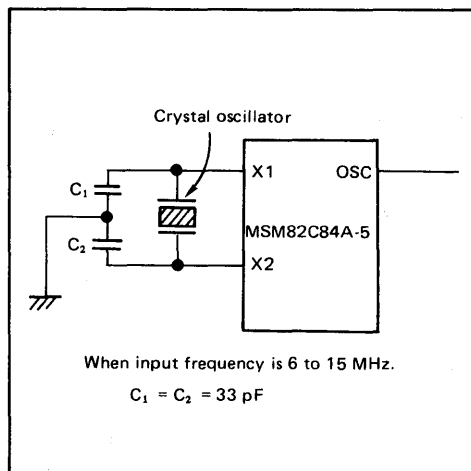 Crystal oscillator
X1
OSC
C₁
C₂
MSM82C84A-5
X2
When input frequency is 6 to 15 MHz.
C₁ = C₂ = 33 pF